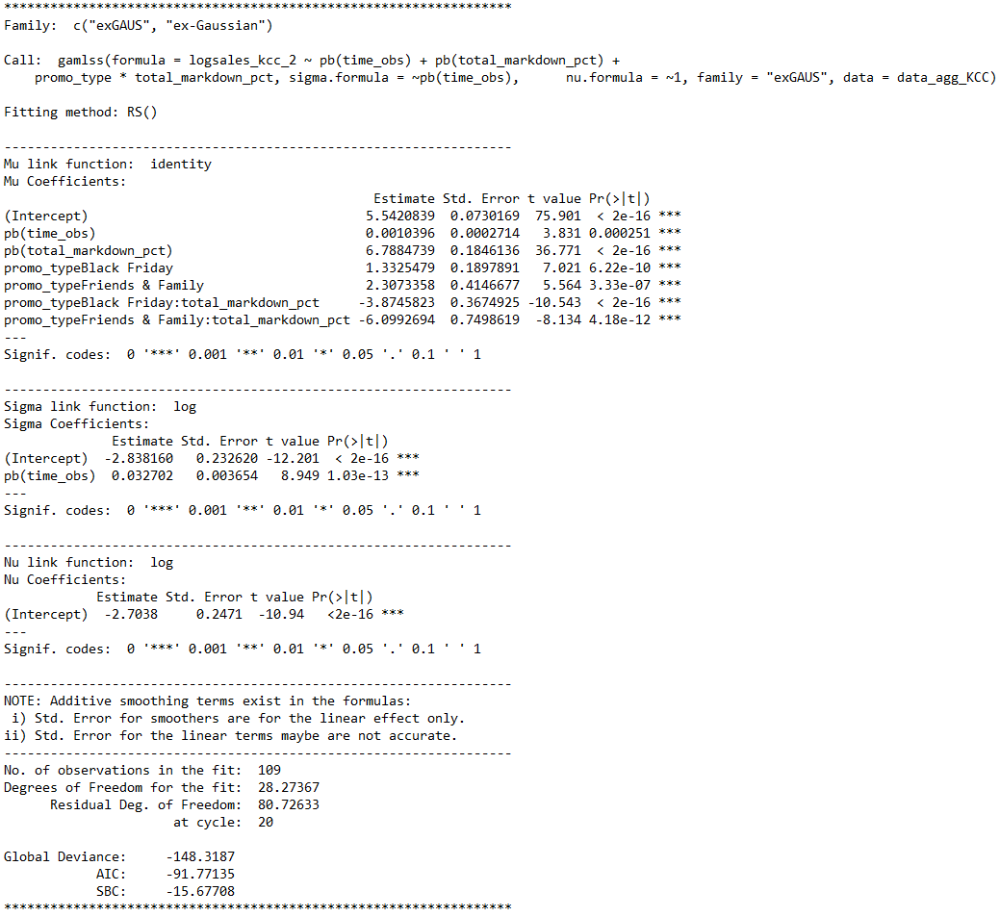 ******************************************************************
Family:  c("exGAUS", "ex-Gaussian")
Call:  gamlss(formula = logsales_kcc_2 ~ pb(time_obs) + pb(total_markdown_pct) +
    promo_type * total_markdown_pct, sigma.formula = ~pb(time_obs),      nu.formula = ~1, family = "exGAUS", data = data_agg_KCC)
Fitting method: RS()
------------------------------------------------------------------
Mu link function:  identity
Mu Coefficients:
                                                Estimate Std. Error t value Pr(>|t|)
(Intercept)                                    5.5420839  0.0730169  75.901  < 2e-16 ***
pb(time_obs)                                   0.0010396  0.0002714   3.831 0.000251 ***
pb(total_markdown_pct)                         6.7884739  0.1846136  36.771  < 2e-16 ***
promo_typeBlack Friday                         1.3325479  0.1897891   7.021 6.22e-10 ***
promo_typeFriends & Family                     2.3073358  0.4146677   5.564 3.33e-07 ***
promo_typeBlack Friday:total_markdown_pct     -3.8745823  0.3674925 -10.543  < 2e-16 ***
promo_typeFriends & Family:total_markdown_pct -6.0992694  0.7498619  -8.134 4.18e-12 ***
---
Signif. codes:  0 '***' 0.001 '**' 0.01 '*' 0.05 '.' 0.1 ' ' 1
------------------------------------------------------------------
Sigma link function:  log
Sigma Coefficients:
              Estimate Std. Error t value Pr(>|t|)
(Intercept)  -2.838160   0.232620 -12.201  < 2e-16 ***
pb(time_obs)  0.032702   0.003654   8.949 1.03e-13 ***
---
Signif. codes:  0 '***' 0.001 '**' 0.01 '*' 0.05 '.' 0.1 ' ' 1
------------------------------------------------------------------
Nu link function:  log
Nu Coefficients:
            Estimate Std. Error t value Pr(>|t|)
(Intercept)  -2.7038     0.2471  -10.94   <2e-16 ***
---
Signif. codes:  0 '***' 0.001 '**' 0.01 '*' 0.05 '.' 0.1 ' ' 1
------------------------------------------------------------------
NOTE: Additive smoothing terms exist in the formulas:
 i) Std. Error for smoothers are for the linear effect only.
ii) Std. Error for the linear terms maybe are not accurate.
------------------------------------------------------------------
No. of observations in the fit:  109
Degrees of Freedom for the fit:  28.27367
      Residual Deg. of Freedom:  80.72633
                      at cycle:  20
Global Deviance:     -148.3187
            AIC:     -91.77135
            SBC:     -15.67708
******************************************************************